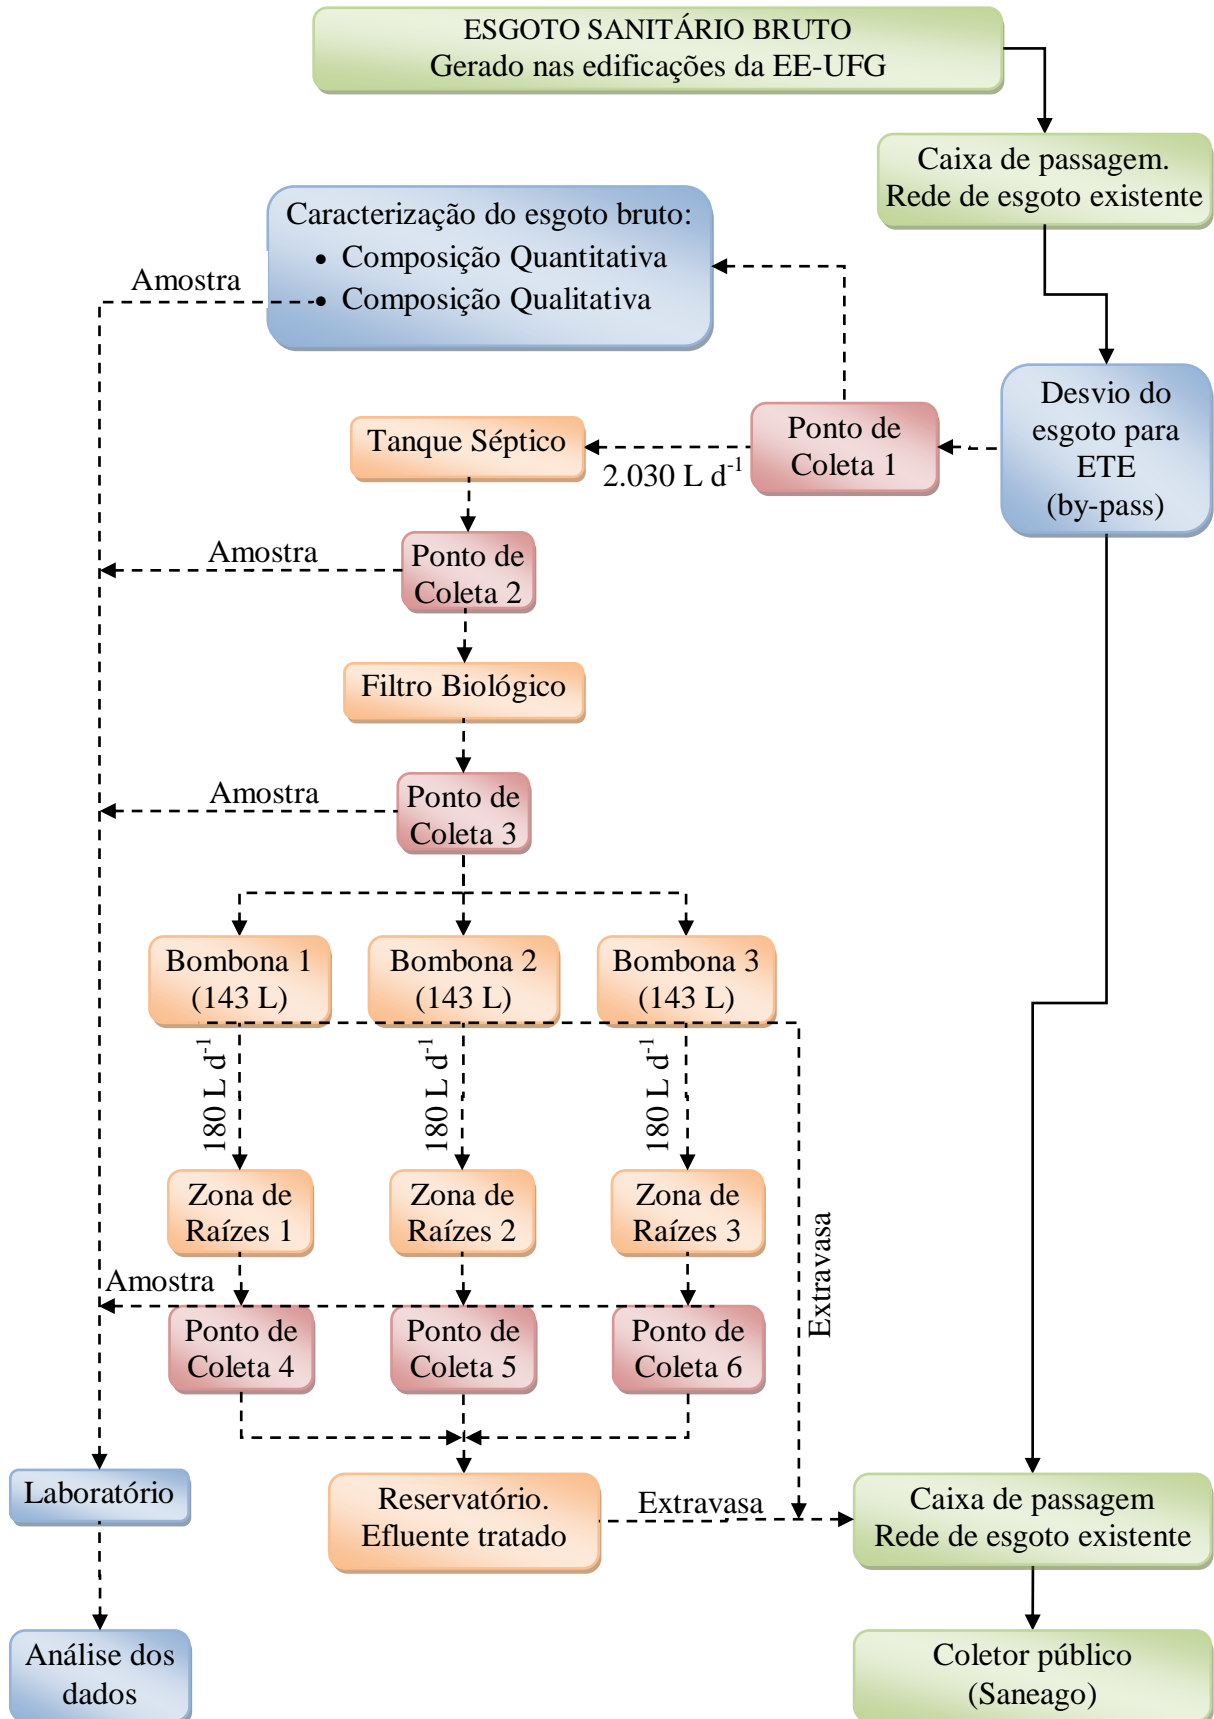 ESGOTO SANITÁRIO BRUTO
Gerado nas edificações da EE-UFG
Caixa de passagem.
Rede de esgoto existente
Caracterização do esgoto bruto:
• Composição Quantitativa
• Composição Qualitativa
Amostra
Desvio do
esgoto para
ETE
(by-pass)
Ponto de
Coleta 1
2.030 L d⁻¹
Tanque Séptico
Ponto de
Coleta 2
Amostra
Filtro Biológico
Ponto de
Coleta 3
Amostra
Bombona 1
(143 L)
Bombona 2
(143 L)
Bombona 3
(143 L)
180 L d⁻¹
180 L d⁻¹
180 L d⁻¹
Extravasa
Zona de
Raízes 1
Zona de
Raízes 2
Zona de
Raízes 3
Amostra
Ponto de
Coleta 4
Ponto de
Coleta 5
Ponto de
Coleta 6
Laboratório
Reservatório.
Efluente tratado
Extravasa
Caixa de passagem
Rede de esgoto existente
Análise dos
dados
Coletor público
(Saneago)